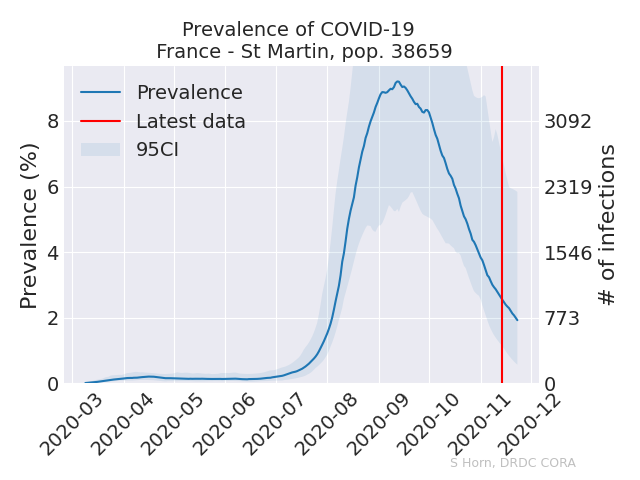 Prevalence of COVID-19
France - St Martin, pop. 38659
Prevalence
Latest data
95CI
Prevalence (%)
8
6
4
2
0
3092
2319
1546
773
0
# of infections
2020-03
2020-04
2020-05
2020-06
2020-07
2020-08
2020-09
2020-10
2020-11
2020-12
S Horn, DRDC CORA